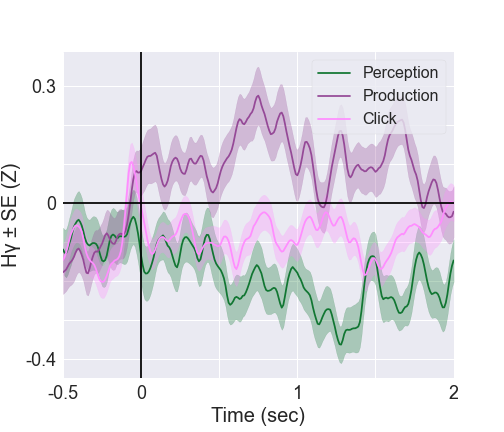 Perception
Production
Click
0.3
0
-0.4
Hγ ± SE (Z)
-0.5 0 1 2
Time (sec)